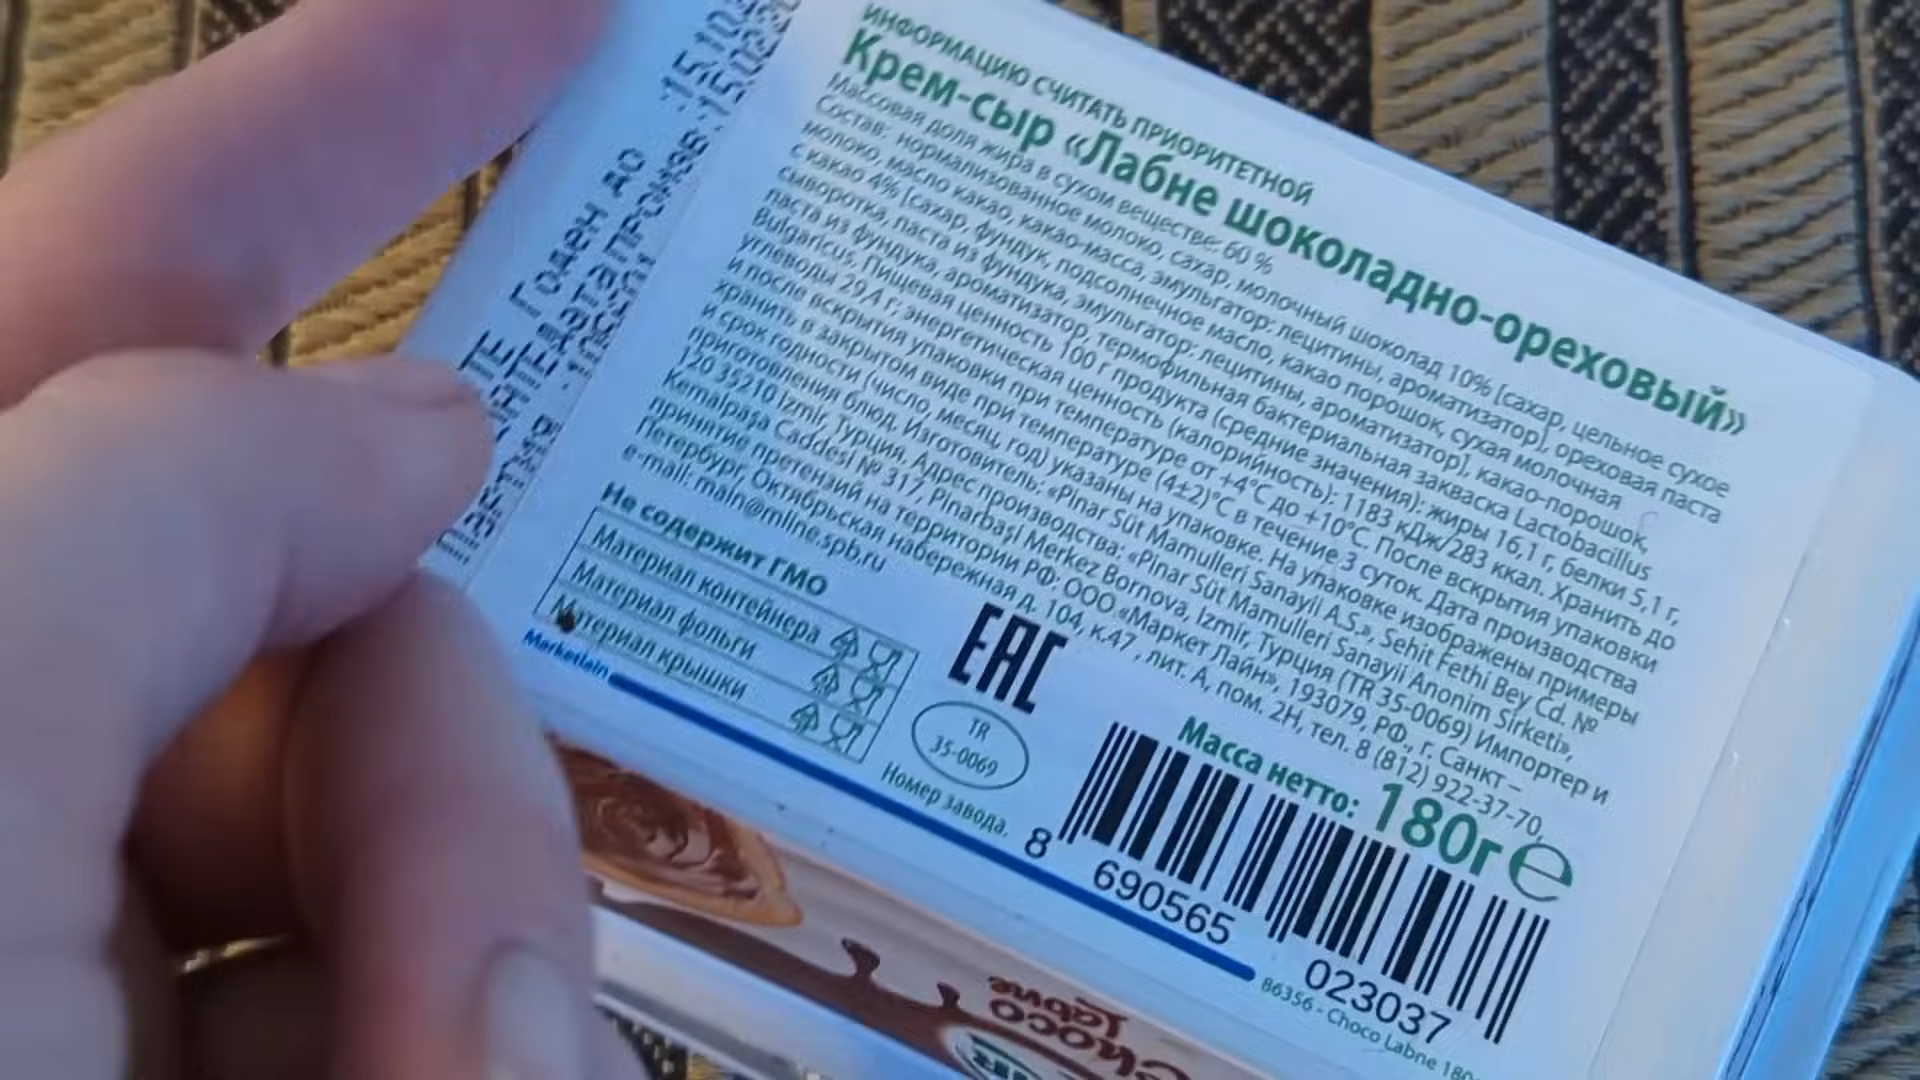 ИНФОРМАЦИЮ СЧИТАТЬ ПРИОРИТЕТНОЙ
Крем-сыр «Лабне шоколадно-ореховый»
Массовая доля жира в сухом веществе: 60 %
Состав: нормализованное молоко, сахар, молочный шоколад 10% [сахар, цельное сухое
молоко, масло какао, какао-масса, эмульгатор: лецитины, ароматизатор], ореховая паста
с какао 4% [сахар, фундук, подсолнечное масло, какао порошок, сухая молочная
сыворотка, паста из фундука, эмульгатор: лецитины, ароматизатор], какао-порошок,
паста из фундука, ароматизатор, термофильная бактериальная закваска Lactobacillus
Bulgaricus. Пищевая ценность 100 г продукта (средние значения): жиры 16,1 г, белки 5,1 г,
углеводы 29,4 г; энергетическая ценность (калорийность): 1183 кДж/283 ккал. Хранить до
и после вскрытия упаковки при температуре от +4°C до +10°C. После вскрытия упаковки
хранить в закрытом виде при температуре (4±2)°C в течение 3 суток. Дата производства
и срок годности (число, месяц, год) указаны на упаковке. На упаковке изображены примеры
приготовления блюд. Изготовитель: «Pinar Süt Mamulleri Sanayii A.S.», Sehit Fethi Bey Cd. №
120 35210 Izmir, Турция. Адрес производства: «Pinar Süt Mamulleri Sanayii Anonim Sirketi»,
Kemalpaşa Caddesi № 317, Pinarbaşi Merkez Bornova, Izmir, Турция (TR 35-0069) Импортер и
принятие претензий на территории РФ: ООО «Маркет Лайн», 193079, РФ., г. Санкт –
Петербург, Октябрьская набережная д. 104, к.47 , лит. А, пом. 2Н, тел. 8 (812) 922-37-70,
e-mail: main@mline.spb.ru
Не содержит ГМО
Материал контейнера
Материал фольги
Материал крышки
Marketlain
EAC
TR
35-0069
Номер завода.
Масса нетто: 180г ℮
8 690565 023037
86356 - Choco Labne 180
Годен до
15.10
15.02.20
Choco